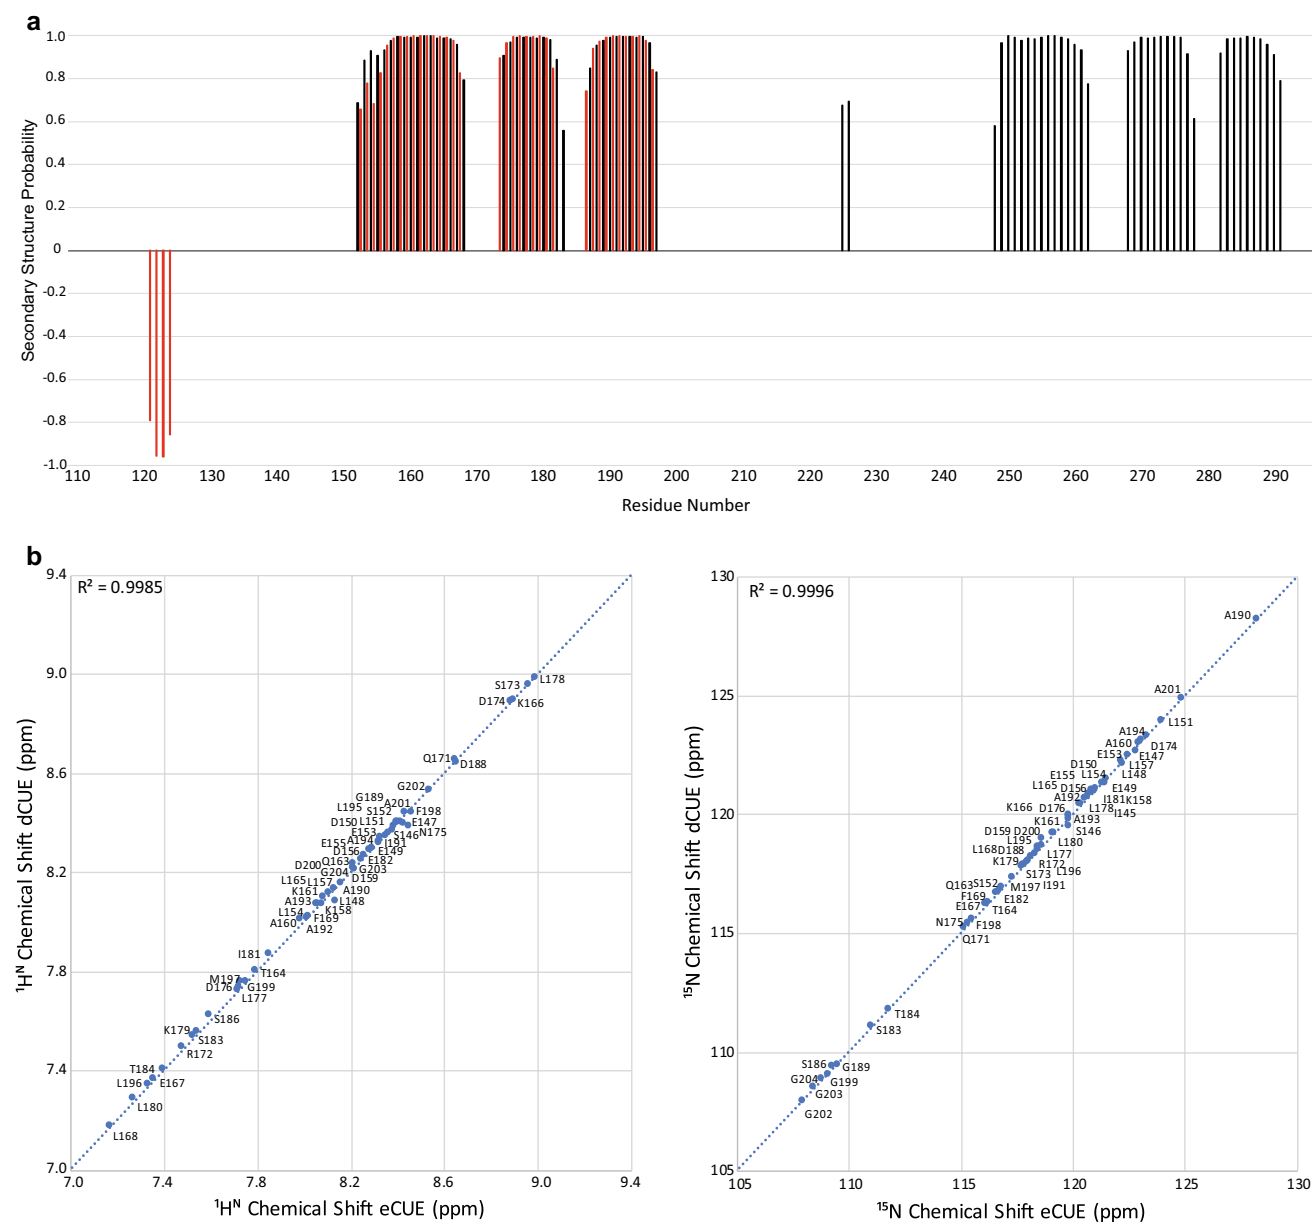 a
1.0
0.8
0.6
0.4
0.2
0
-0.2
-0.4
-0.6
-0.8
-1.0
Secondary Structure Probability
110 120 130 140 150 160 170 180 190 200 210 220 230 240 250 260 270 280 290
Residue Number
b
R² = 0.9985
9.4
9.0
8.6
8.2
7.8
7.4
7.0
¹Hᴺ Chemical Shift dCUE (ppm)
S173 L178
D174 K166
Q171 D188
G202
G189 A201
L195 S152 F198
D150 L151 E147
E153 S146 N175
E155 A194 I191
D156 E149
Q163 E182
D200 G203
G204 D159
L165 L157
K161 A190
A193 L148
L154 K158
A160 F169
A192
I181
T164
M197
D176 G199
L177
S186
K179 S183
R172
T184
L196 E167
L180
L168
7.0 7.4 7.8 8.2 8.6 9.0 9.4
¹Hᴺ Chemical Shift eCUE (ppm)
R² = 0.9996
130
125
120
115
110
105
¹⁵N Chemical Shift dCUE (ppm)
A190
A201
L151
A194
A160 D174
E153 E147
D150 L157
E155 L154 L148
L165 D156 E149
A192 I181 K158
K166 D176 L178 I145
K161 A193
D159 D200 S146
L195 L180
L168 D188 L177
K179 R172
S173 L196
Q163 S152 M197 I191
F169 E182
E167 T164
N175 F198
Q171
T184
S183
S186 G189
G204 G199
G203
G202
105 110 115 120 125 130
¹⁵N Chemical Shift eCUE (ppm)